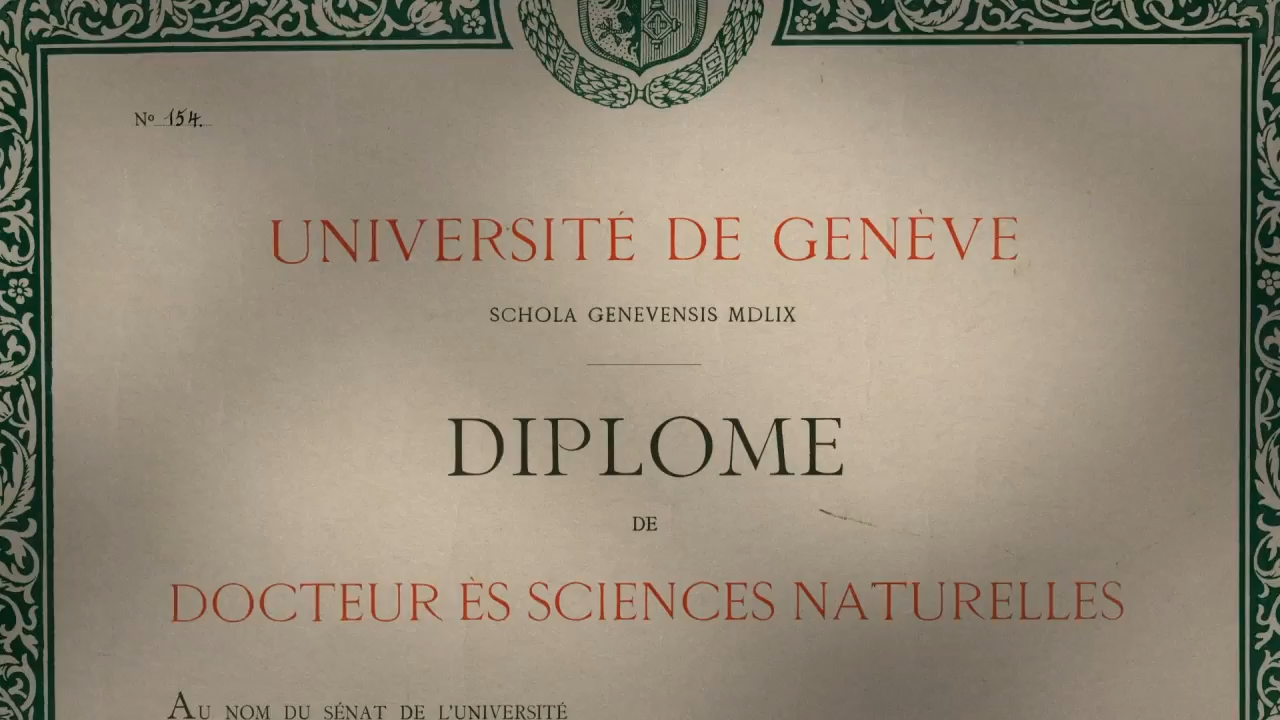 Nº 154.
UNIVERSITÉ DE GENÈVE
SCHOLA GENEVENSIS MDLIX
DIPLOME
DE
DOCTEUR ÈS SCIENCES NATURELLES
AU NOM DU SÉNAT DE L'UNIVERSITÉ